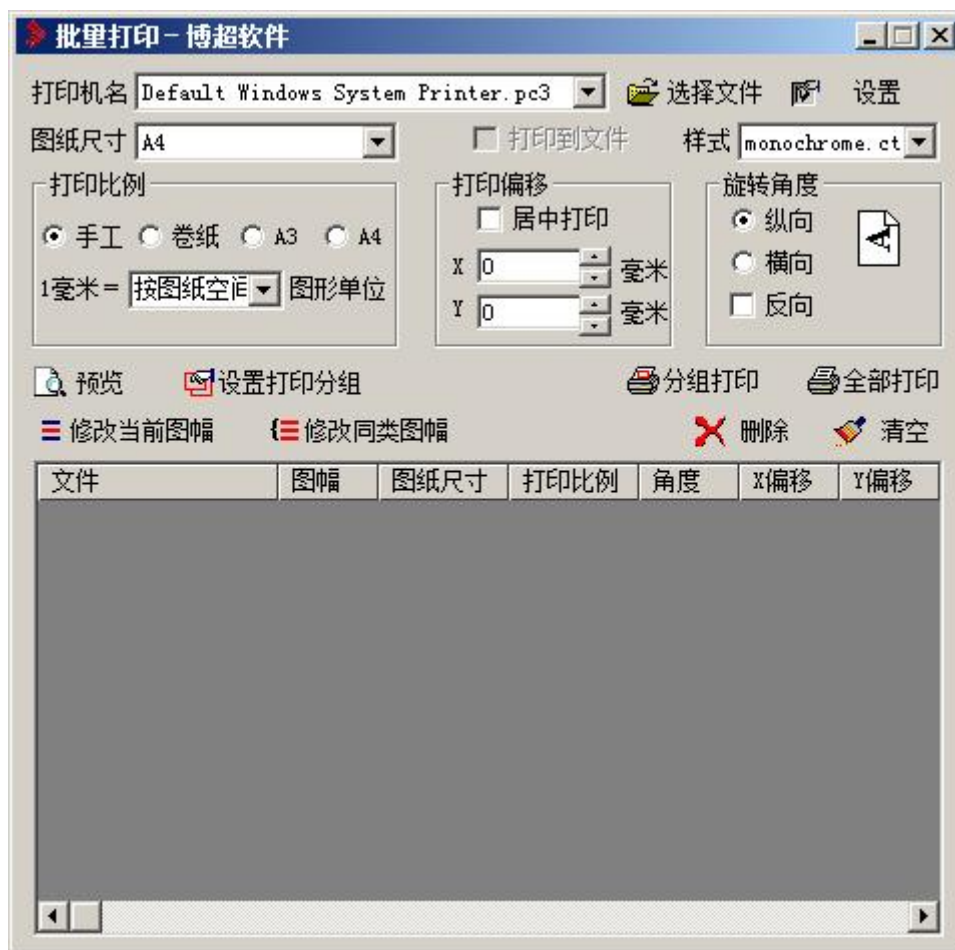 批量打印－博超软件
打印机名 Default Windows System Printer.pc3 选择文件 设置
图纸尺寸 A4 打印到文件 样式 monochrome.ct
打印比例 打印偏移 旋转角度
手工 卷纸 A3 A4 居中打印 纵向
X 0 毫米 横向
1毫米＝ 按图纸空间 图形单位 Y 0 毫米 反向
预览 设置打印分组 分组打印 全部打印
修改当前图幅 修改同类图幅 删除 清空
文件 图幅 图纸尺寸 打印比例 角度 X偏移 Y偏移